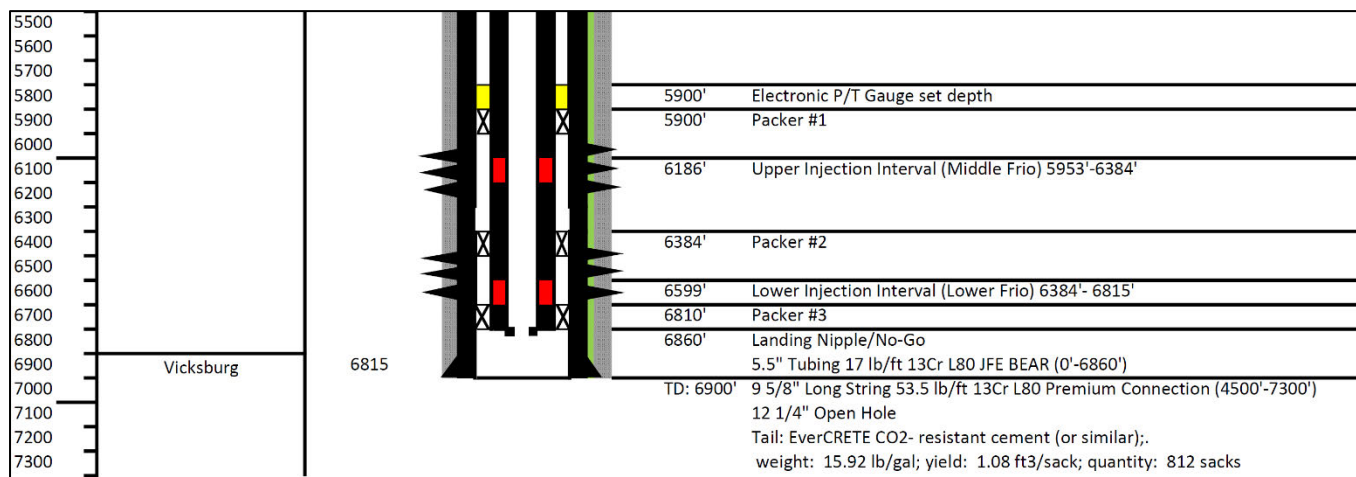 5500
5600
5700
5800
5900' Electronic P/T Gauge set depth
5900
5900' Packer #1
6000
6100
6186' Upper Injection Interval (Middle Frio) 5953'-6384'
6200
6300
6400
6384' Packer #2
6500
6600
6599' Lower Injection Interval (Lower Frio) 6384'- 6815'
6700
6810' Packer #3
6800
6860' Landing Nipple/No-Go
6900
Vicksburg
6815
5.5" Tubing 17 lb/ft 13Cr L80 JFE BEAR (0'-6860')
7000
TD: 6900' 9 5/8" Long String 53.5 lb/ft 13Cr L80 Premium Connection (4500'-7300')
7100
12 1/4" Open Hole
7200
Tail: EverCRETE CO2- resistant cement (or similar);.
7300
weight: 15.92 lb/gal; yield: 1.08 ft3/sack; quantity: 812 sacks